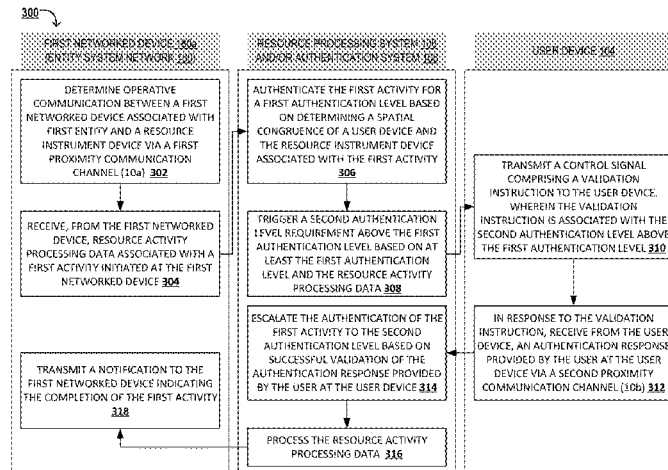 300
FIRST NETWORKED DEVICE 180a
(ENTITY SYSTEM NETWORK 180)
RESOURCE PROCESSING SYSTEM 106
AND/OR AUTHENTICATION SYSTEM 108
USER DEVICE 104
DETERMINE OPERATIVE
COMMUNICATION BETWEEN A FIRST
NETWORKED DEVICE ASSOCIATED WITH
FIRST ENTITY AND A RESOURCE
INSTRUMENT DEVICE VIA A FIRST
PROXIMITY COMMUNICATION
CHANNEL (10a) 302
RECEIVE, FROM THE FIRST NETWORKED
DEVICE, RESOURCE ACTIVITY
PROCESSING DATA ASSOCIATED WITH
A FIRST ACTIVITY INITIATED AT THE FIRST
NETWORKED DEVICE 304
AUTHENTICATE THE FIRST ACTIVITY FOR
A FIRST AUTHENTICATION LEVEL BASED
ON DETERMINING A SPATIAL
CONGRUENCE OF A USER DEVICE AND
THE RESOURCE INSTRUMENT DEVICE
ASSOCIATED WITH THE FIRST ACTIVITY
306
TRIGGER A SECOND AUTHENTICATION
LEVEL REQUIREMENT ABOVE THE
FIRST AUTHENTICATION LEVEL BASED ON
AT LEAST THE FIRST AUTHENTICATION
LEVEL AND THE RESOURCE ACTIVITY
PROCESSING DATA 308
TRANSMIT A CONTROL SIGNAL
COMPRISING A VALIDATION
INSTRUCTION TO THE USER DEVICE,
WHEREIN THE VALIDATION
INSTRUCTION IS ASSOCIATED WITH THE
SECOND AUTHENTICATION LEVEL ABOVE
THE FIRST AUTHENTICATION LEVEL 310
IN RESPONSE TO THE VALIDATION
INSTRUCTION, RECEIVE FROM THE USER
DEVICE, AN AUTHENTICATION RESPONSE
PROVIDED BY THE USER AT THE USER
DEVICE VIA A SECOND PROXIMITY
COMMUNICATION CHANNEL (10b) 312
ESCALATE THE AUTHENTICATION OF THE
FIRST ACTIVITY TO THE SECOND
AUTHENTICATION LEVEL BASED ON
SUCCESSFUL VALIDATION OF THE
AUTHENTICATION RESPONSE PROVIDED
BY THE USER AT THE USER DEVICE 314
PROCESS THE RESOURCE ACTIVITY
PROCESSING DATA 316
TRANSMIT A NOTIFICATION TO THE
FIRST NETWORKED DEVICE INDICATING
THE COMPLETION OF THE FIRST ACTIVITY
318